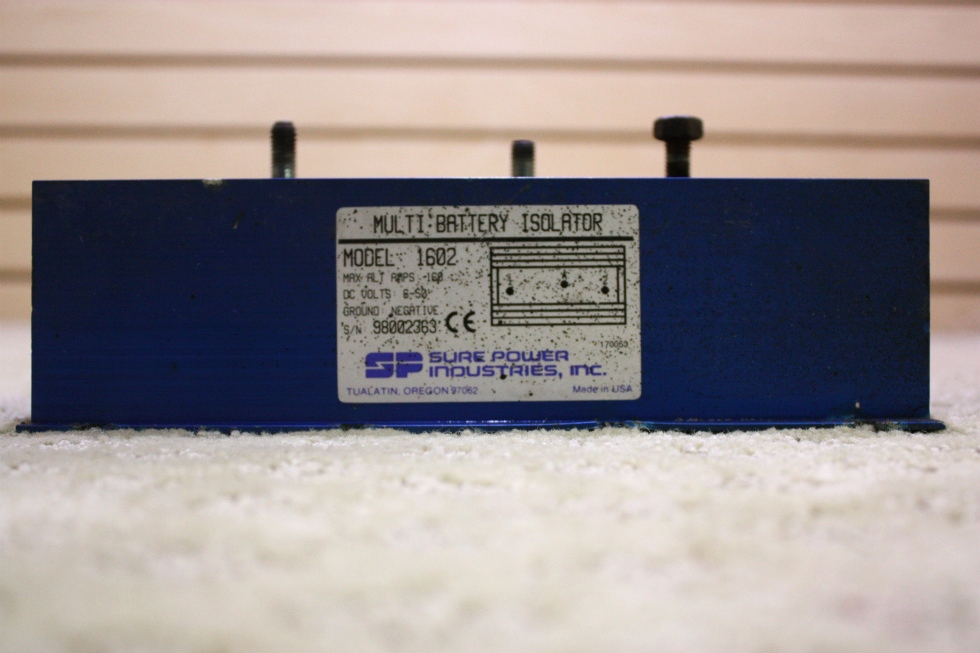 MULTI-BATTERY ISOLATOR
MODEL 1602
MAX ALT AMPS 160
DC VOLTS 6-50
GROUND NEGATIVE
S/N 98002363 CE
170053
SP SURE POWER
INDUSTRIES, INC.
TUALATIN, OREGON 97062 Made in USA